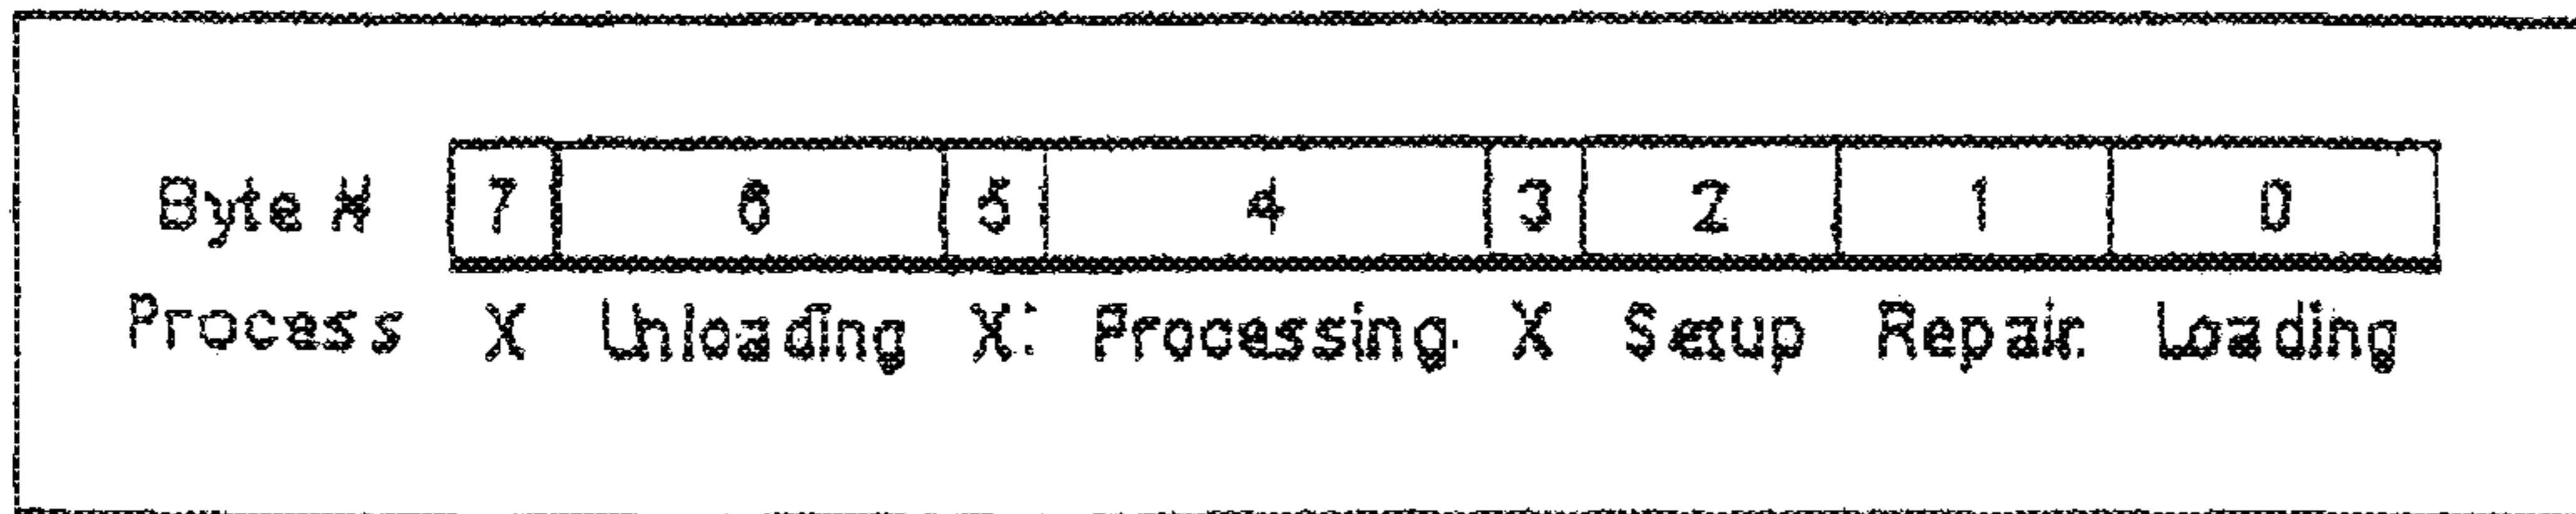 Byte # 7 6 5 4 3 2 1 0
Process X Unloading X Processing X Setup Repair Loading